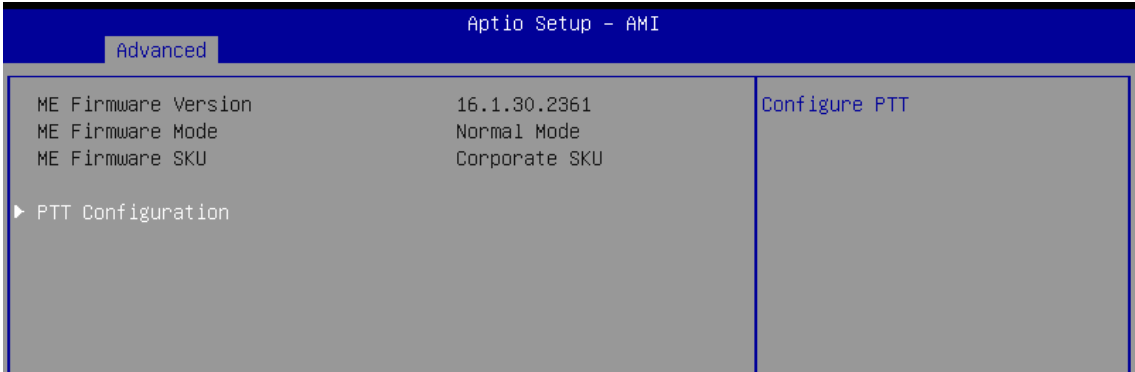 Aptio Setup – AMI
Advanced
ME Firmware Version 16.1.30.2361 Configure PTT
ME Firmware Mode Normal Mode
ME Firmware SKU Corporate SKU
PTT Configuration